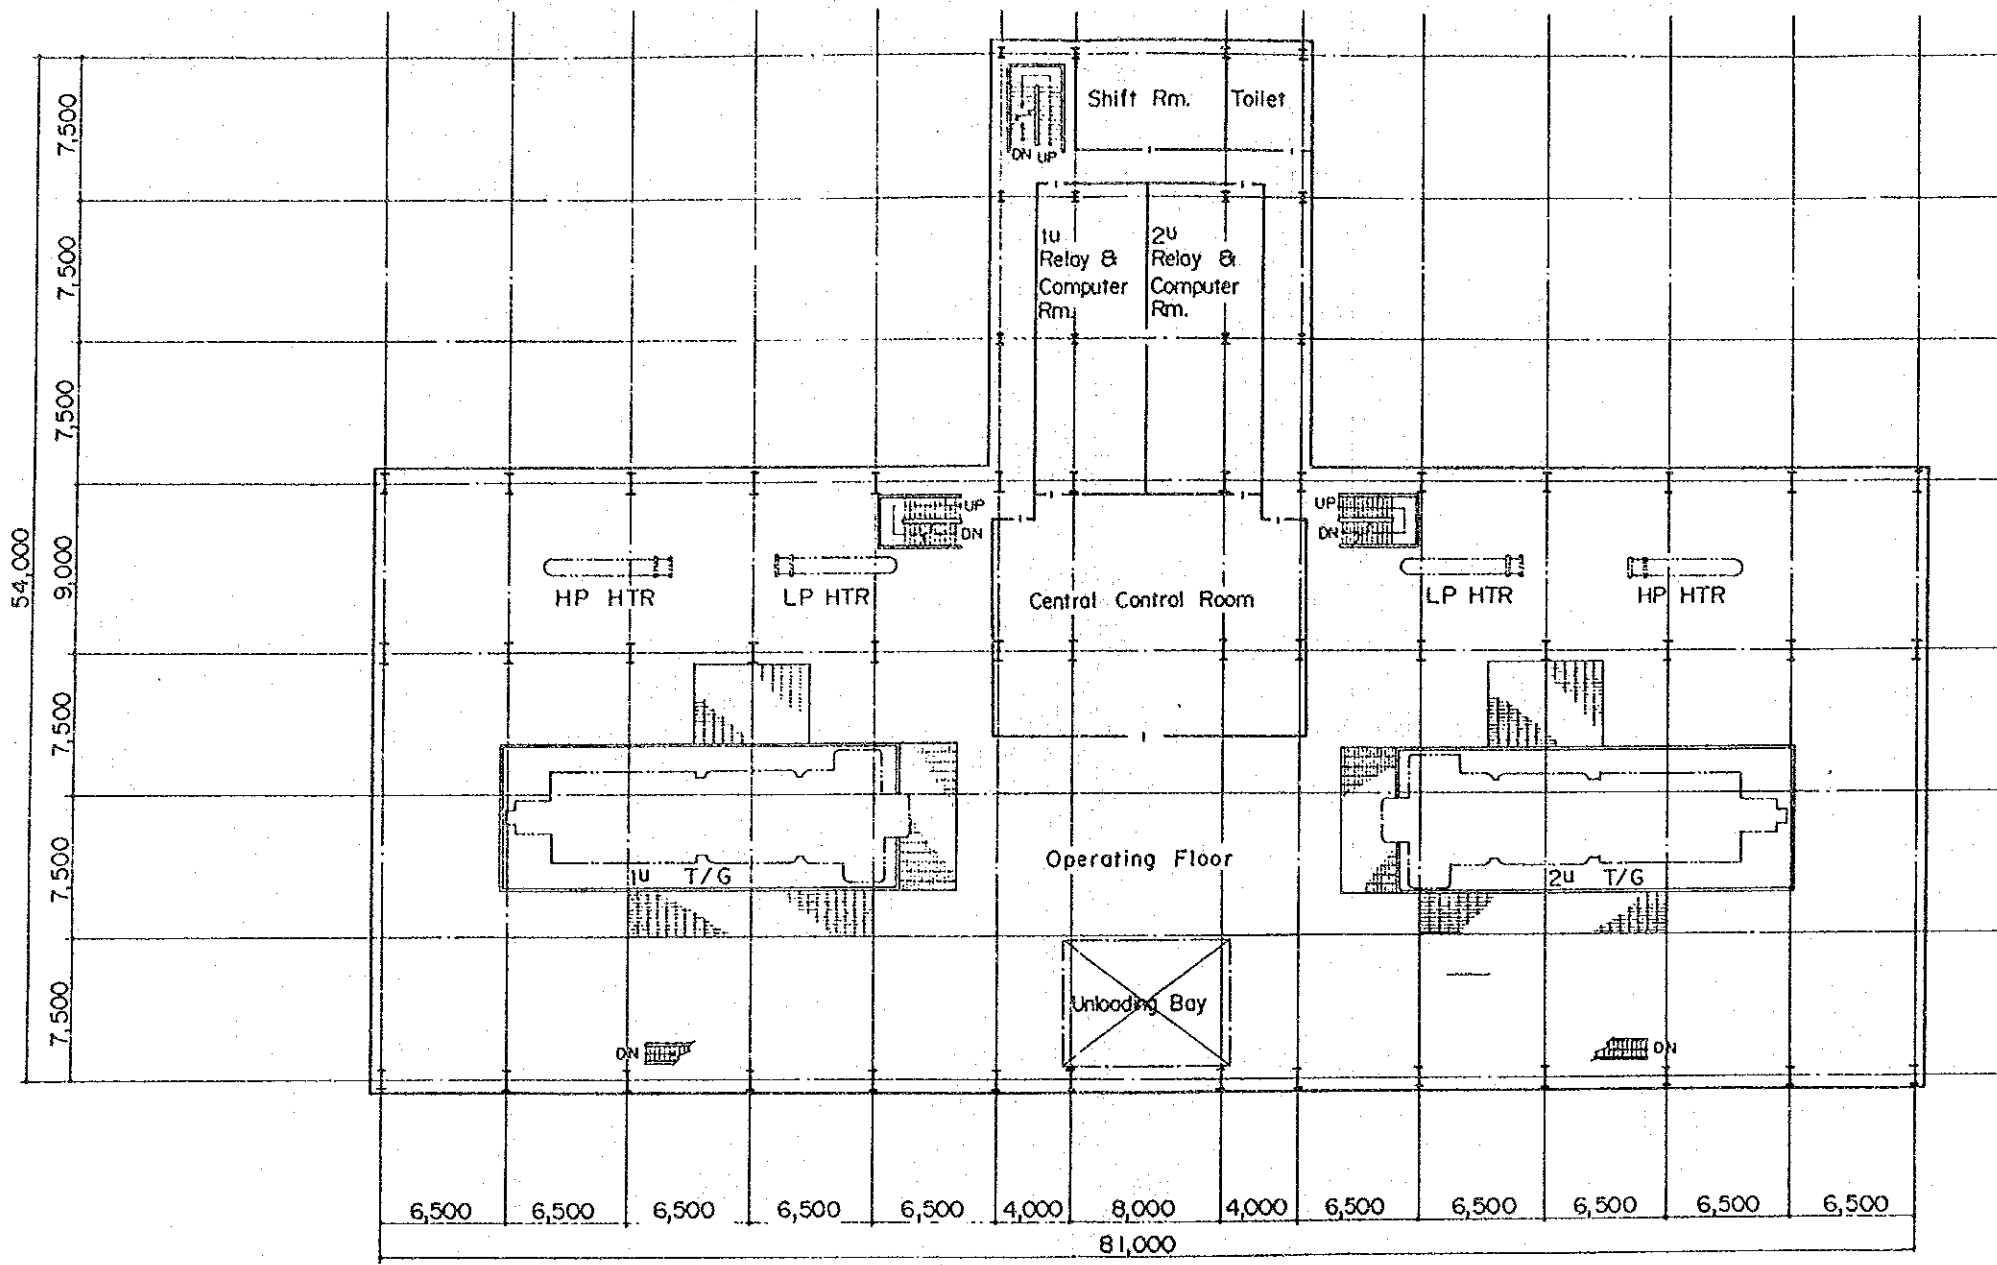 Shift Rm.
Toilet
DN UP
7,500
1u
Relay &
Computer
Rm.
2u
Relay &
Computer
Rm.
7,500
7,500
UP
DN
UP
DN
54,000
9,000
HP HTR
LP HTR
Central Control Room
LP HTR
HP HTR
7,500
7,500
Operating Floor
1u T/G
2u T/G
7,500
Unloading Bay
DN
DN
6,500
6,500
6,500
6,500
6,500
4,000
8,000
4,000
6,500
6,500
6,500
6,500
6,500
81,000